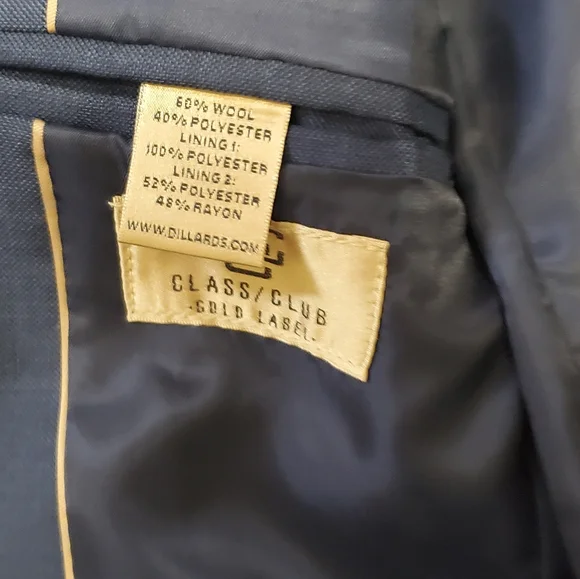 60% WOOL
40% POLYESTER
LINING 1:
100% POLYESTER
LINING 2:
52% POLYESTER
48% RAYON
WWW.DILLARDS.COM
CLASS/CLUB
-GOLD LABEL-